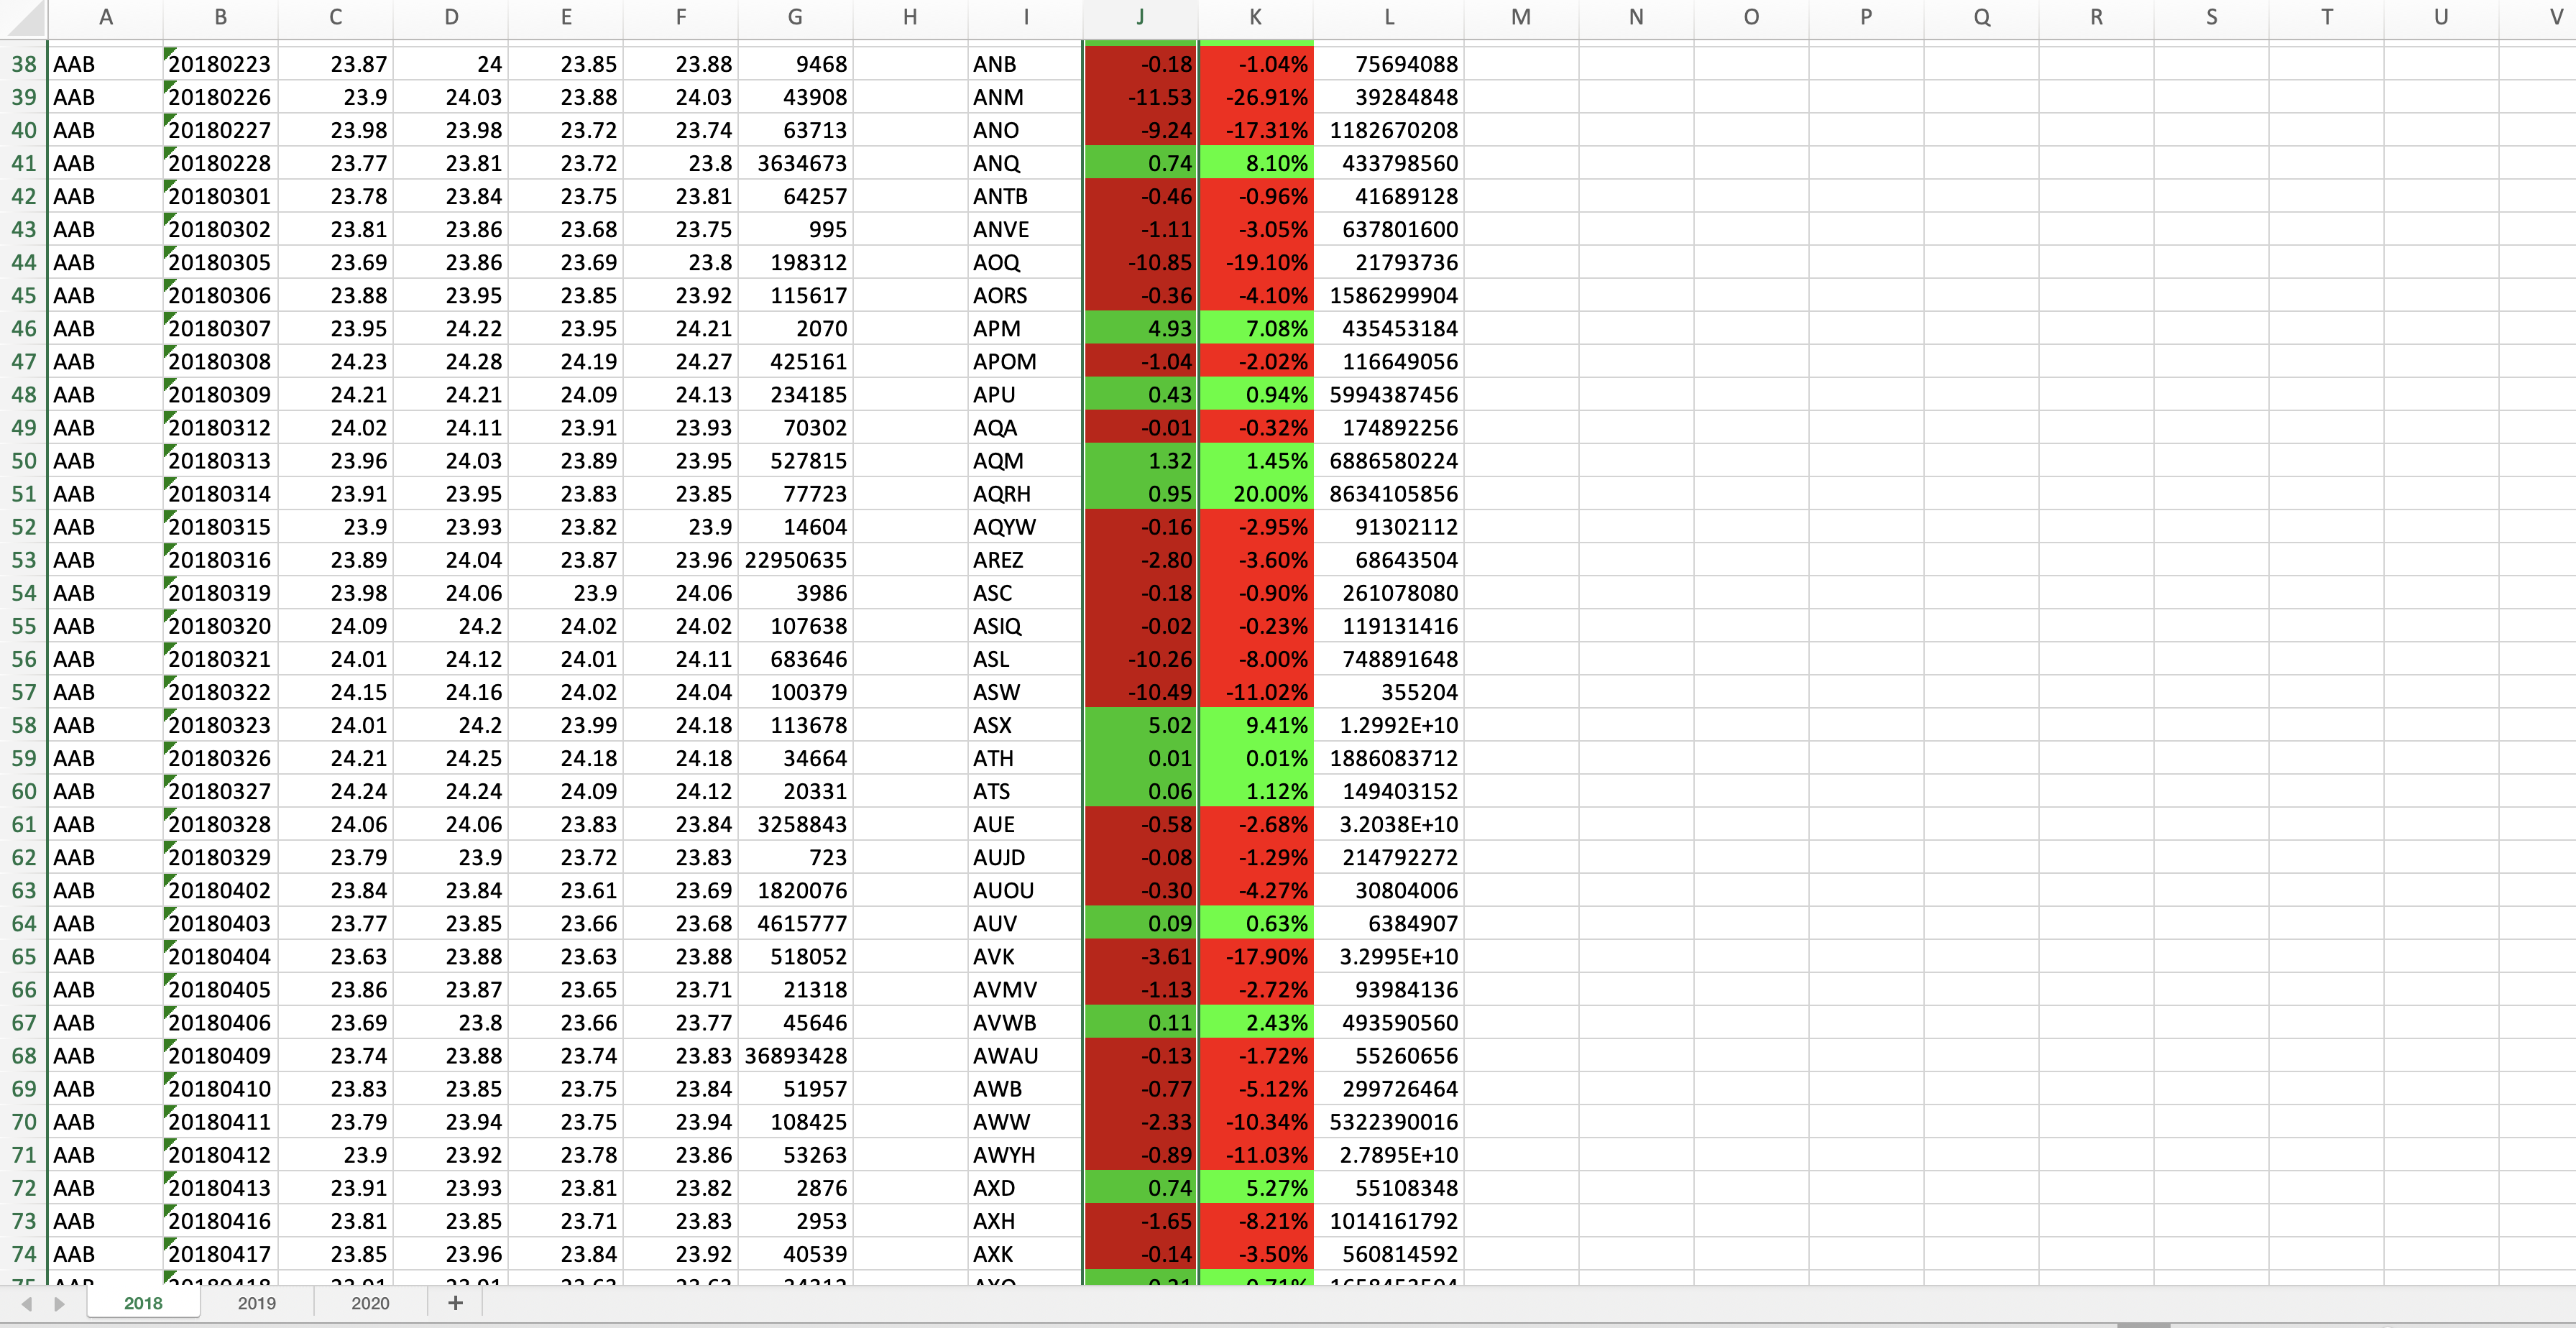 A B C D E F G H I J K L M N O P Q R S T U V
38 AAB 20180223 23.87 24 23.85 23.88 9468 ANB -0.18 -1.04% 75694088
39 AAB 20180226 23.9 24.03 23.88 24.03 43908 ANM -11.53 -26.91% 39284848
40 AAB 20180227 23.98 23.98 23.72 23.74 63713 ANO -9.24 -17.31% 1182670208
41 AAB 20180228 23.77 23.81 23.72 23.8 3634673 ANQ 0.74 8.10% 433798560
42 AAB 20180301 23.78 23.84 23.75 23.81 64257 ANTB -0.46 -0.96% 41689128
43 AAB 20180302 23.81 23.86 23.68 23.75 995 ANVE -1.11 -3.05% 637801600
44 AAB 20180305 23.69 23.86 23.69 23.8 198312 AOQ -10.85 -19.10% 21793736
45 AAB 20180306 23.88 23.95 23.85 23.92 115617 AORS -0.36 -4.10% 1586299904
46 AAB 20180307 23.95 24.22 23.95 24.21 2070 APM 4.93 7.08% 435453184
47 AAB 20180308 24.23 24.28 24.19 24.27 425161 APOM -1.04 -2.02% 116649056
48 AAB 20180309 24.21 24.21 24.09 24.13 234185 APU 0.43 0.94% 5994387456
49 AAB 20180312 24.02 24.11 23.91 23.93 70302 AQA -0.01 -0.32% 174892256
50 AAB 20180313 23.96 24.03 23.89 23.95 527815 AQM 1.32 1.45% 6886580224
51 AAB 20180314 23.91 23.95 23.83 23.85 77723 AQRH 0.95 20.00% 8634105856
52 AAB 20180315 23.9 23.93 23.82 23.9 14604 AQYW -0.16 -2.95% 91302112
53 AAB 20180316 23.89 24.04 23.87 23.96 22950635 AREZ -2.80 -3.60% 68643504
54 AAB 20180319 23.98 24.06 23.9 24.06 3986 ASC -0.18 -0.90% 261078080
55 AAB 20180320 24.09 24.2 24.02 24.02 107638 ASIQ -0.02 -0.23% 119131416
56 AAB 20180321 24.01 24.12 24.01 24.11 683646 ASL -10.26 -8.00% 748891648
57 AAB 20180322 24.15 24.16 24.02 24.04 100379 ASW -10.49 -11.02% 355204
58 AAB 20180323 24.01 24.2 23.99 24.18 113678 ASX 5.02 9.41% 1.2992E+10
59 AAB 20180326 24.21 24.25 24.18 24.18 34664 ATH 0.01 0.01% 1886083712
60 AAB 20180327 24.24 24.24 24.09 24.12 20331 ATS 0.06 1.12% 149403152
61 AAB 20180328 24.06 24.06 23.83 23.84 3258843 AUE -0.58 -2.68% 3.2038E+10
62 AAB 20180329 23.79 23.9 23.72 23.83 723 AUJD -0.08 -1.29% 214792272
63 AAB 20180402 23.84 23.84 23.61 23.69 1820076 AUOU -0.30 -4.27% 30804006
64 AAB 20180403 23.77 23.85 23.66 23.68 4615777 AUV 0.09 0.63% 6384907
65 AAB 20180404 23.63 23.88 23.63 23.88 518052 AVK -3.61 -17.90% 3.2995E+10
66 AAB 20180405 23.86 23.87 23.65 23.71 21318 AVMV -1.13 -2.72% 93984136
67 AAB 20180406 23.69 23.8 23.66 23.77 45646 AVWB 0.11 2.43% 493590560
68 AAB 20180409 23.74 23.88 23.74 23.83 36893428 AWAU -0.13 -1.72% 55260656
69 AAB 20180410 23.83 23.85 23.75 23.84 51957 AWB -0.77 -5.12% 299726464
70 AAB 20180411 23.79 23.94 23.75 23.94 108425 AWW -2.33 -10.34% 5322390016
71 AAB 20180412 23.9 23.92 23.78 23.86 53263 AWYH -0.89 -11.03% 2.7895E+10
72 AAB 20180413 23.91 23.93 23.81 23.82 2876 AXD 0.74 5.27% 55108348
73 AAB 20180416 23.81 23.85 23.71 23.83 2953 AXH -1.65 -8.21% 1014161792
74 AAB 20180417 23.85 23.96 23.84 23.92 40539 AXK -0.14 -3.50% 560814592
2018 2019 2020 +